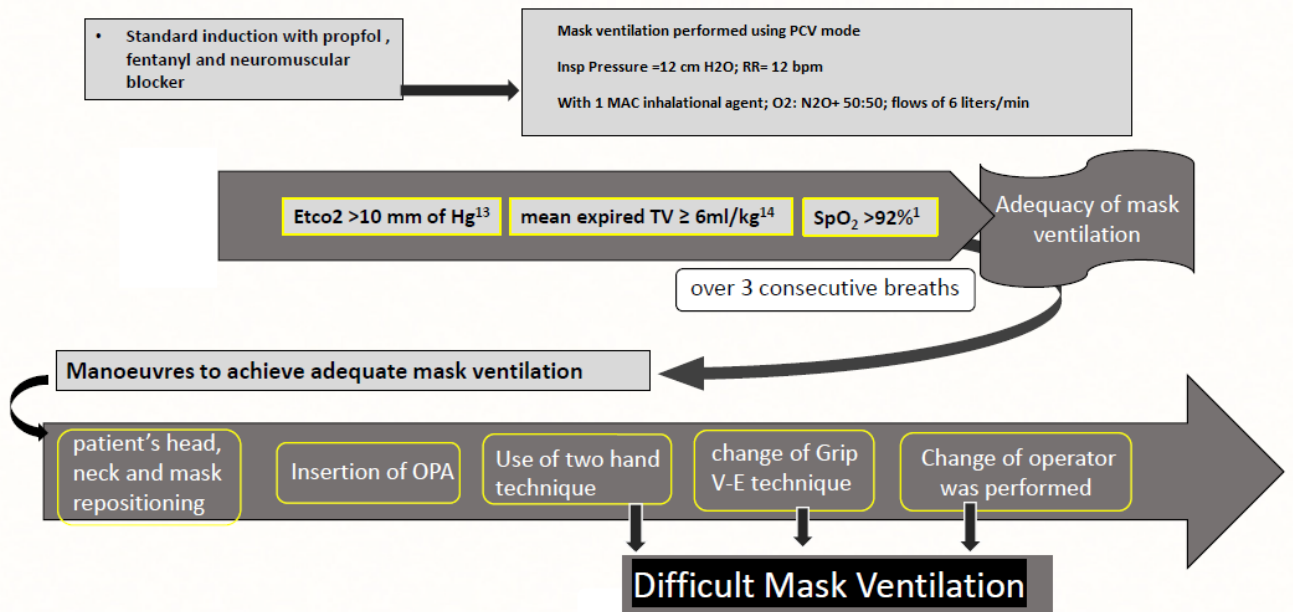 • Standard induction with propfol ,
fentanyl and neuromuscular
blocker
Mask ventilation performed using PCV mode
Insp Pressure =12 cm H2O; RR= 12 bpm
With 1 MAC inhalational agent; O2: N2O+ 50:50; flows of 6 liters/min
Etco2 >10 mm of Hg¹³
mean expired TV ≥ 6ml/kg¹⁴
SpO₂ >92%¹
Adequacy of mask
ventilation
over 3 consecutive breaths
Manoeuvres to achieve adequate mask ventilation
patient's head,
neck and mask
repositioning
Insertion of OPA
Use of two hand
technique
change of Grip
V-E technique
Change of operator
was performed
Difficult Mask Ventilation